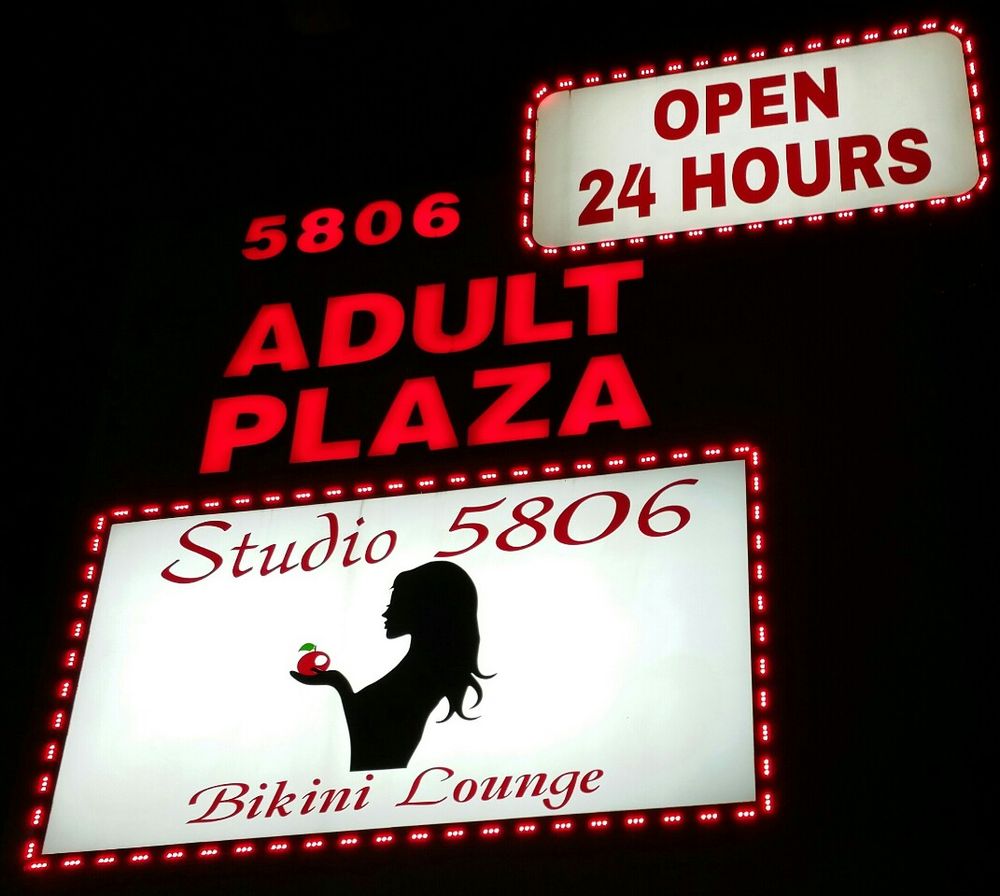 OPEN
24 HOURS
5806
ADULT
PLAZA
Studio 5806
Bikini Lounge